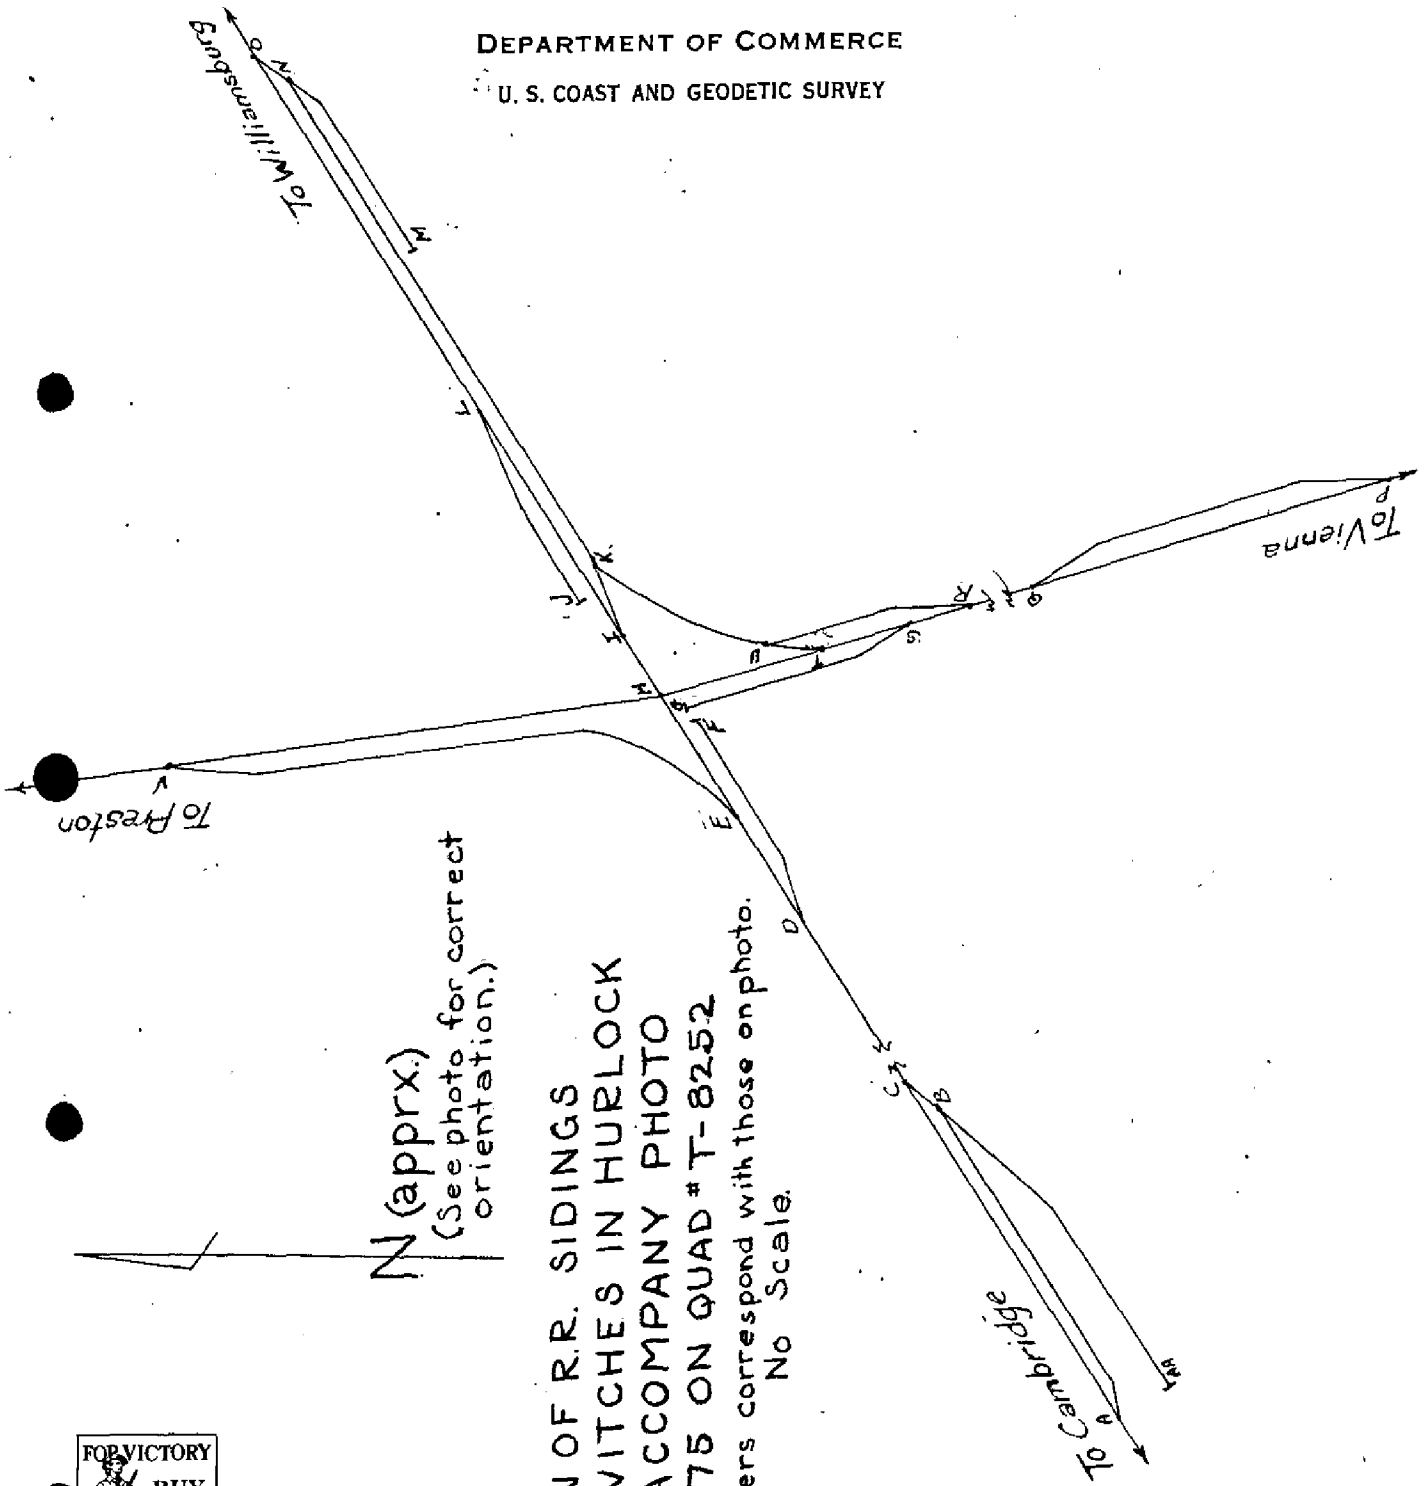 DEPARTMENT OF COMMERCE
U. S. COAST AND GEODETIC SURVEY
To Williamsburg
O
N
M
L
K
J
I
H
To Vienna
P
Q
R
S
T
U
F
E
D
V
To Preston
C
B
A
AA
To Cambridge
N (apprx.)
(See photo for correct
orientation.)
OF R.R. SIDINGS
IN HURLOCK
ACCOMPANY PHOTO
75 ON QUAD # T-8252
correspond with those on photo.
No Scale.
FOR VICTORY
BUY